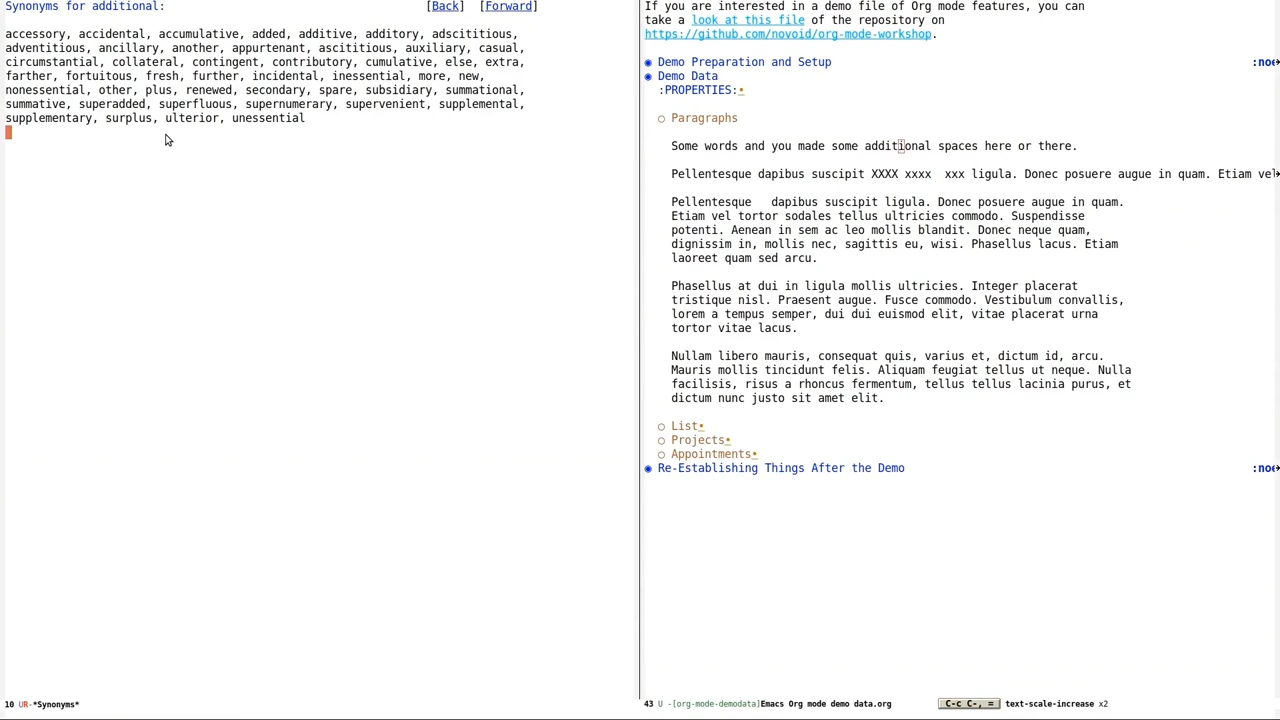 Synonyms for additional: [Back] [Forward]
accessory, accidental, accumulative, added, additive, additory, adscititious,
adventitious, ancillary, another, appurtenant, ascititious, auxiliary, casual,
circumstantial, collateral, contingent, contributory, cumulative, else, extra,
farther, fortuitous, fresh, further, incidental, inessential, more, new,
nonessential, other, plus, renewed, secondary, spare, subsidiary, summational,
summative, superadded, superfluous, supernumerary, supervenient, supplemental,
supplementary, surplus, ulterior, unessential
10 UR-*Synonyms*
If you are interested in a demo file of Org mode features, you can
take a look at this file of the repository on
https://github.com/novoid/org-mode-workshop.
◉ Demo Preparation and Setup :noe→
◉ Demo Data
:PROPERTIES:•
○ Paragraphs
Some words and you made some additional spaces here or there.
Pellentesque dapibus suscipit XXXX xxxx  xxx ligula. Donec posuere augue in quam. Etiam vel→
Pellentesque   dapibus suscipit ligula. Donec posuere augue in quam.
Etiam vel tortor sodales tellus ultricies commodo. Suspendisse
potenti. Aenean in sem ac leo mollis blandit. Donec neque quam,
dignissim in, mollis nec, sagittis eu, wisi. Phasellus lacus. Etiam
laoreet quam sed arcu.
Phasellus at dui in ligula mollis ultricies. Integer placerat
tristique nisl. Praesent augue. Fusce commodo. Vestibulum convallis,
lorem a tempus semper, dui dui euismod elit, vitae placerat urna
tortor vitae lacus.
Nullam libero mauris, consequat quis, varius et, dictum id, arcu.
Mauris mollis tincidunt felis. Aliquam feugiat tellus ut neque. Nulla
facilisis, risus a rhoncus fermentum, tellus tellus lacinia purus, et
dictum nunc justo sit amet elit.
○ List•
○ Projects•
○ Appointments•
◉ Re-Establishing Things After the Demo :noe→
43 U -[org-mode-demodata]Emacs Org mode demo data.org C-c C-, = text-scale-increase x2